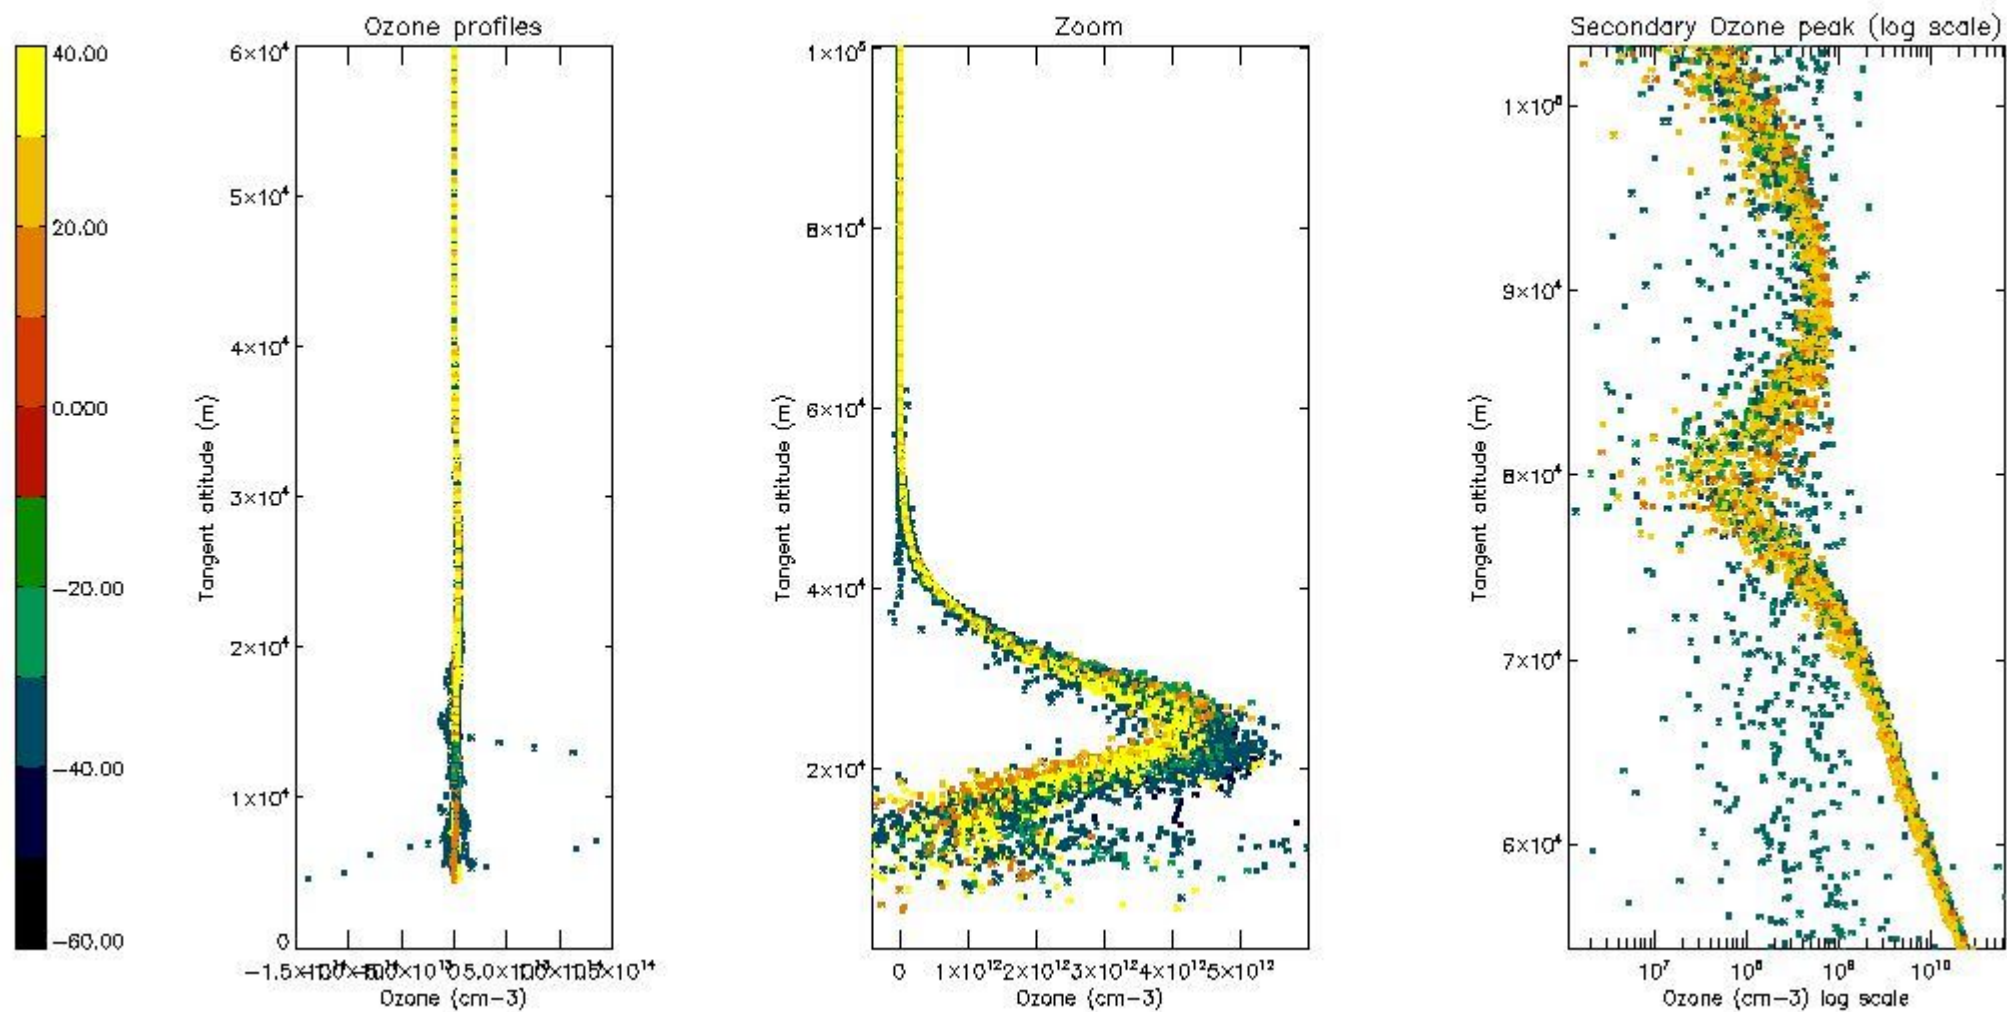 Ozone profiles
Zoom
Secondary Ozone peak (log scale)
40.00
20.00
0.000
−20.00
−40.00
−60.00
6×10⁴
5×10⁴
4×10⁴
3×10⁴
2×10⁴
1×10⁴
0
Tangent altitude (m)
Ozone (cm−3)
1×10⁵
8×10⁴
6×10⁴
4×10⁴
2×10⁴
Tangent altitude (m)
0 1×10¹² 2×10¹² 3×10¹² 4×10¹² 5×10¹²
Ozone (cm−3)
9×10⁴
8×10⁴
7×10⁴
6×10⁴
Tangent altitude (m)
10⁷ 10⁸ 10⁹ 10¹⁰
Ozone (cm−3) log scale